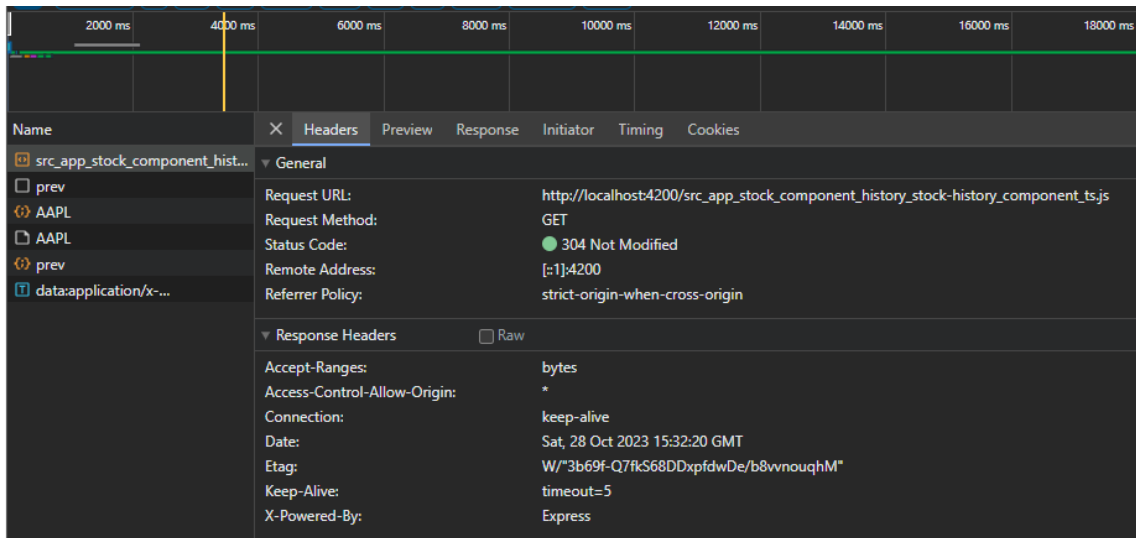 2000 ms 4000 ms 6000 ms 8000 ms 10000 ms 12000 ms 14000 ms 16000 ms 18000 ms
Name
src_app_stock_component_hist...
prev
AAPL
AAPL
prev
data:application/x-...
Headers Preview Response Initiator Timing Cookies
General
Request URL: http://localhost:4200/src_app_stock_component_history_stock-history_component_ts.js
Request Method: GET
Status Code: 304 Not Modified
Remote Address: [::1]:4200
Referrer Policy: strict-origin-when-cross-origin
Response Headers Raw
Accept-Ranges: bytes
Access-Control-Allow-Origin: *
Connection: keep-alive
Date: Sat, 28 Oct 2023 15:32:20 GMT
Etag: W/"3b69f-Q7fkS68DDxpfdwDe/b8vvnouqhM"
Keep-Alive: timeout=5
X-Powered-By: Express